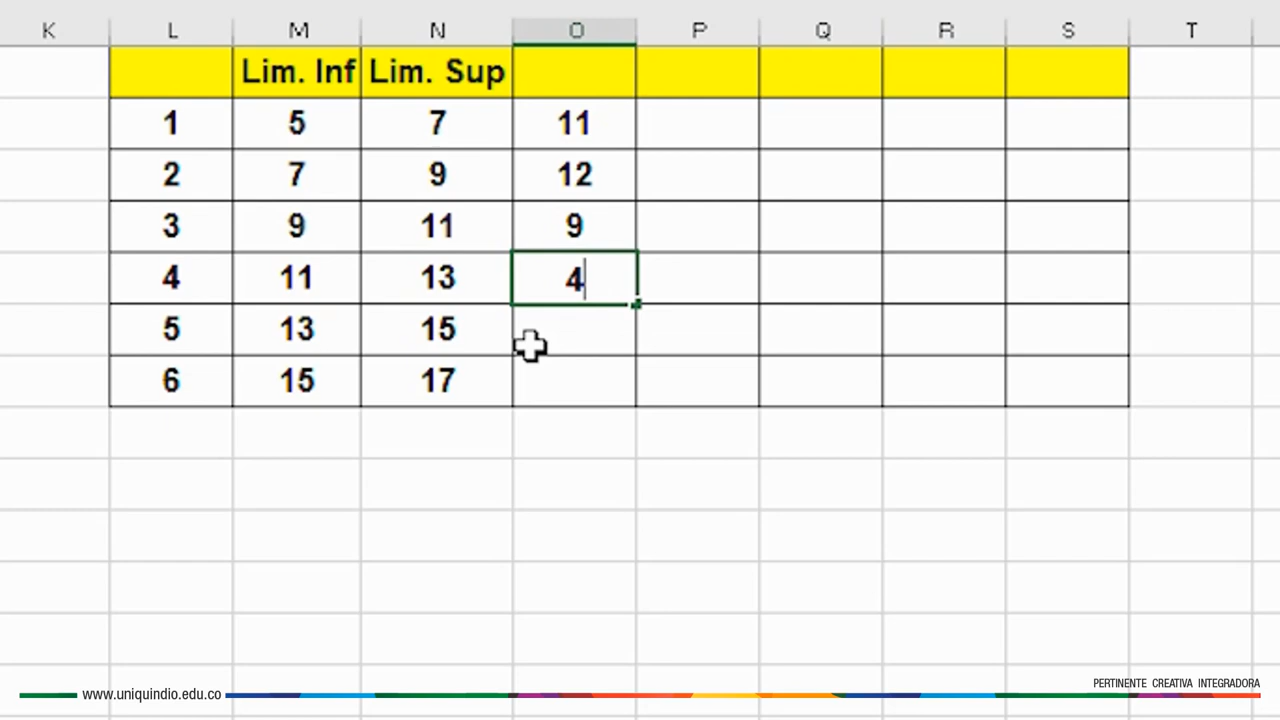 K L M N O P Q R S T
Lim. Inf Lim. Sup
1 5 7 11
2 7 9 12
3 9 11 9
4 11 13 4
5 13 15
6 15 17
PERTINENTE CREATIVA INTEGRADORA
www.uniquindio.edu.co